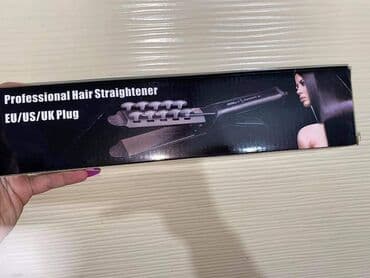 Professional Hair Straightener
EU/US/UK Plug